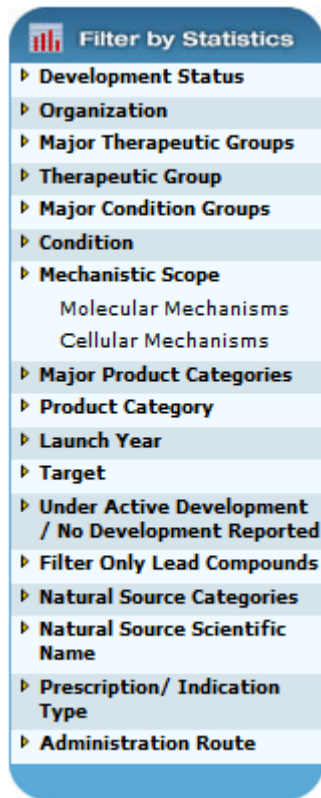 Filter by Statistics
Development Status
Organization
Major Therapeutic Groups
Therapeutic Group
Major Condition Groups
Condition
Mechanistic Scope
Molecular Mechanisms
Cellular Mechanisms
Major Product Categories
Product Category
Launch Year
Target
Under Active Development
/ No Development Reported
Filter Only Lead Compounds
Natural Source Categories
Natural Source Scientific
Name
Prescription/ Indication
Type
Administration Route